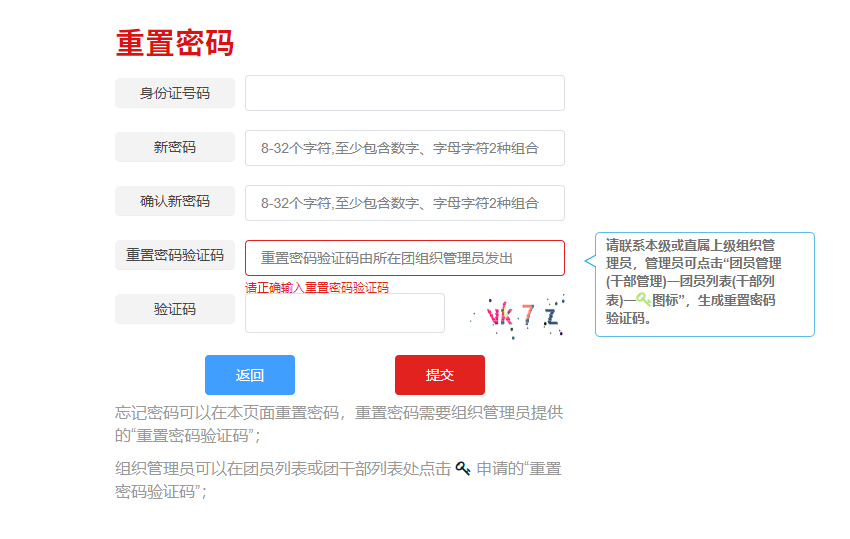 重置密码
身份证号码
新密码
8-32个字符,至少包含数字、字母字符2种组合
确认新密码
8-32个字符,至少包含数字、字母字符2种组合
重置密码验证码
重置密码验证码由所在团组织管理员发出
请正确输入重置密码验证码
请联系本级或直属上级组织管
理员，管理员可点击“团员管理
(干部管理)—团员列表(干部列
表)—图标”，生成重置密码
验证码。
验证码
vk7z
返回
提交
忘记密码可以在本页面重置密码，重置密码需要组织管理员提供
的“重置密码验证码”；
组织管理员可以在团员列表或团干部列表处点击 申请的“重置
密码验证码”；